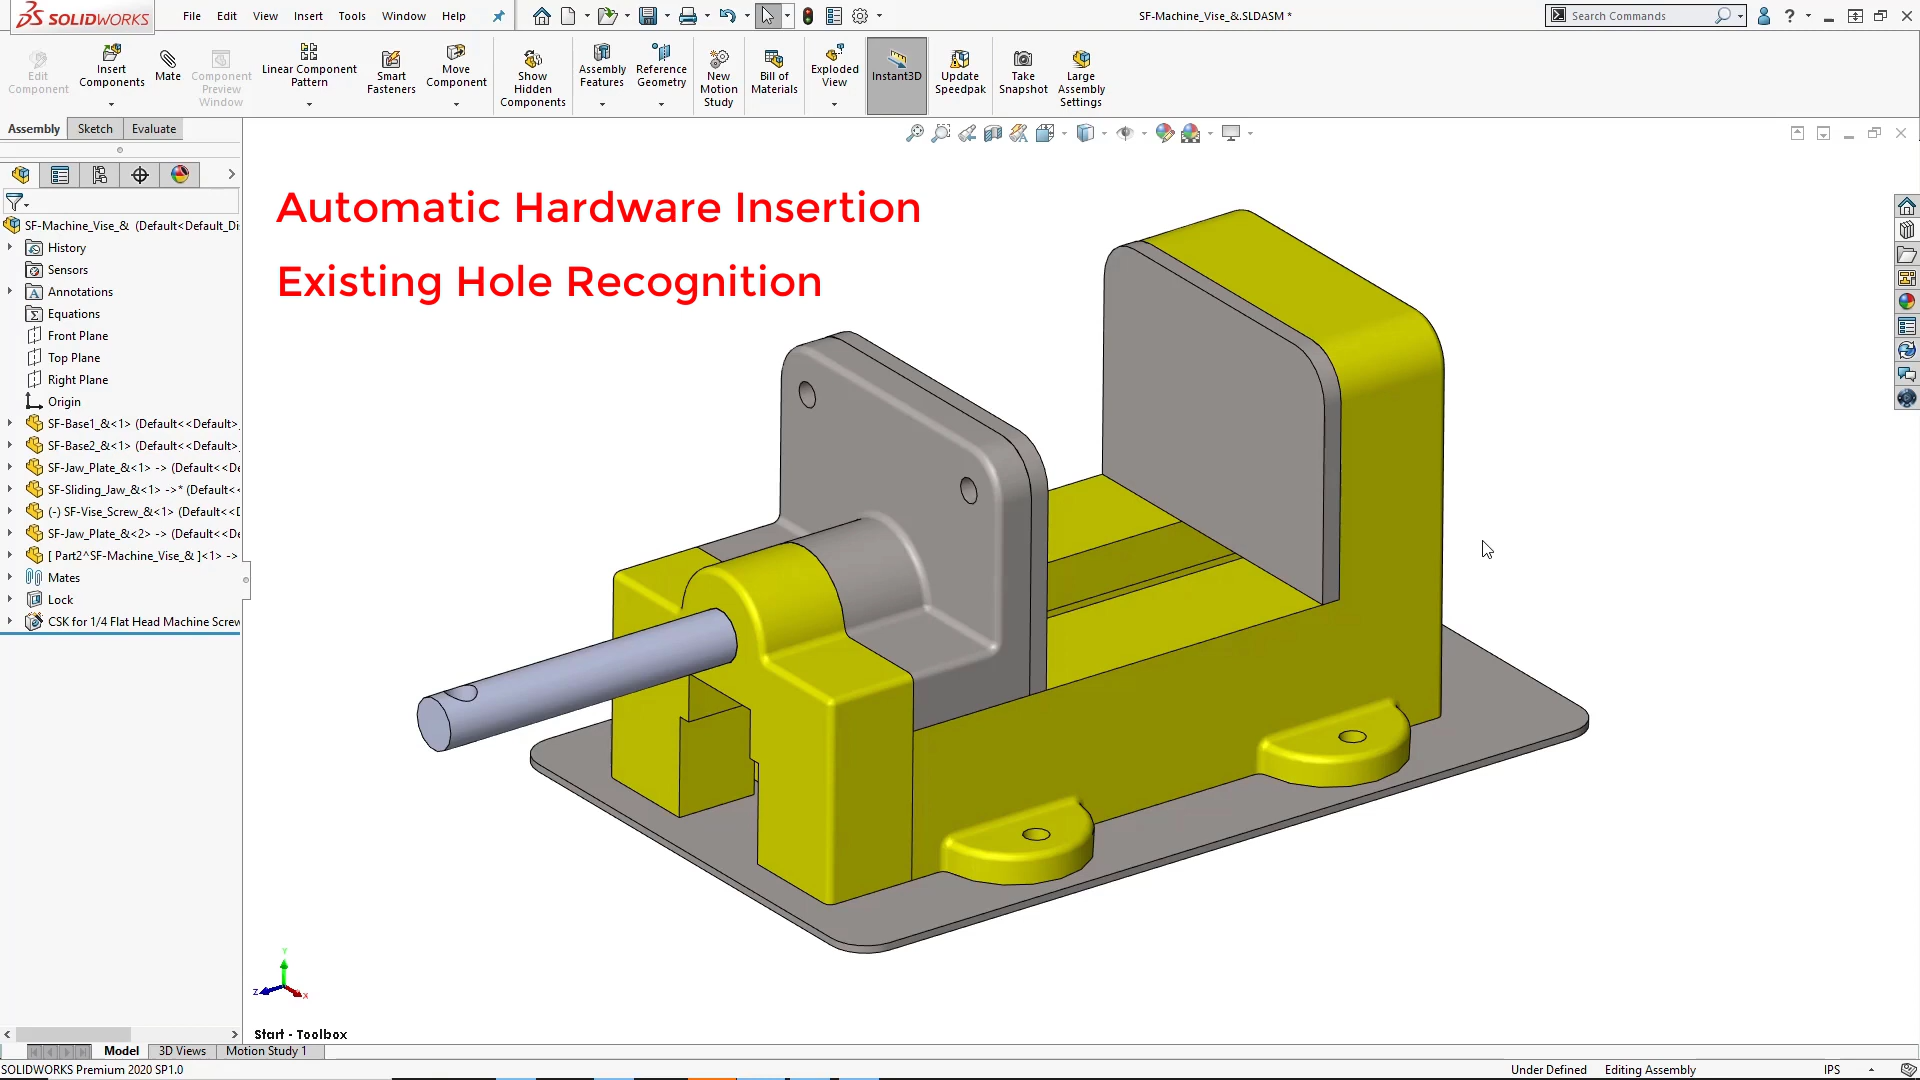 SOLIDWORKS
File Edit View Insert Tools Window Help
SF-Machine_Vise_&.SLDASM *
Search Commands
Edit Component
Insert Components
Mate
Component Preview Window
Linear Component Pattern
Smart Fasteners
Move Component
Show Hidden Components
Assembly Features
Reference Geometry
New Motion Study
Bill of Materials
Exploded View
Instant3D
Update Speedpak
Take Snapshot
Large Assembly Settings
Assembly Sketch Evaluate
SF-Machine_Vise_& (Default<Default_Di
History
Sensors
Annotations
Equations
Front Plane
Top Plane
Right Plane
Origin
SF-Base1_&<1> (Default<<Default>_
SF-Base2_&<1> (Default<<Default>_
SF-Jaw_Plate_&<1> -> (Default<<De
SF-Sliding_Jaw_&<1> ->* (Default<<
(-) SF-Vise_Screw_&<1> (Default<<D
SF-Jaw_Plate_&<2> -> (Default<<De
[ Part2^SF-Machine_Vise_& ]<1> ->
Mates
Lock
CSK for 1/4 Flat Head Machine Screw
Automatic Hardware Insertion
Existing Hole Recognition
Y
Z
X
Start - Toolbox
Model 3D Views Motion Study 1
SOLIDWORKS Premium 2020 SP1.0
Under Defined Editing Assembly IPS